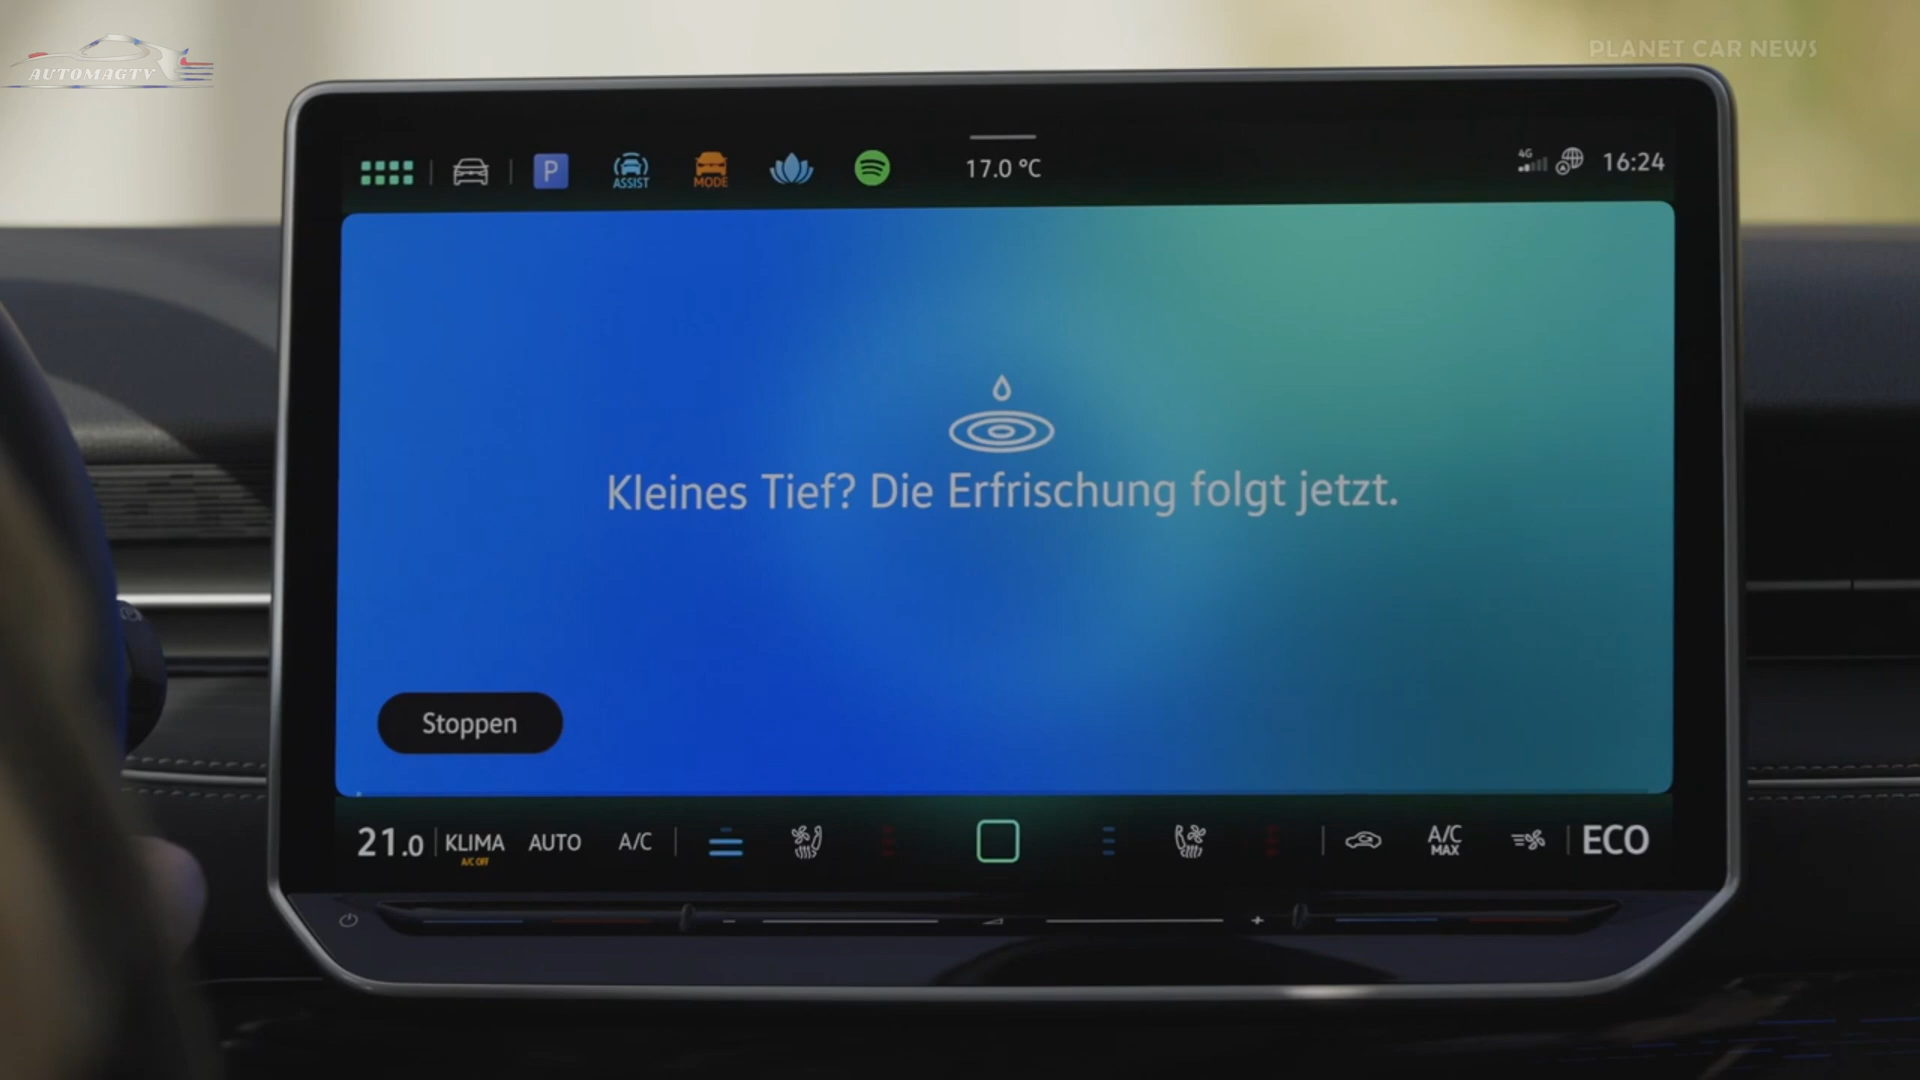 AUTOMAGTV
PLANET CAR NEWS
P
ASSIST
MODE
17.0 °C
4G
16:24
Kleines Tief? Die Erfrischung folgt jetzt.
Stoppen
21.0
KLIMA
A/C OFF
AUTO
A/C
A/C
MAX
ECO